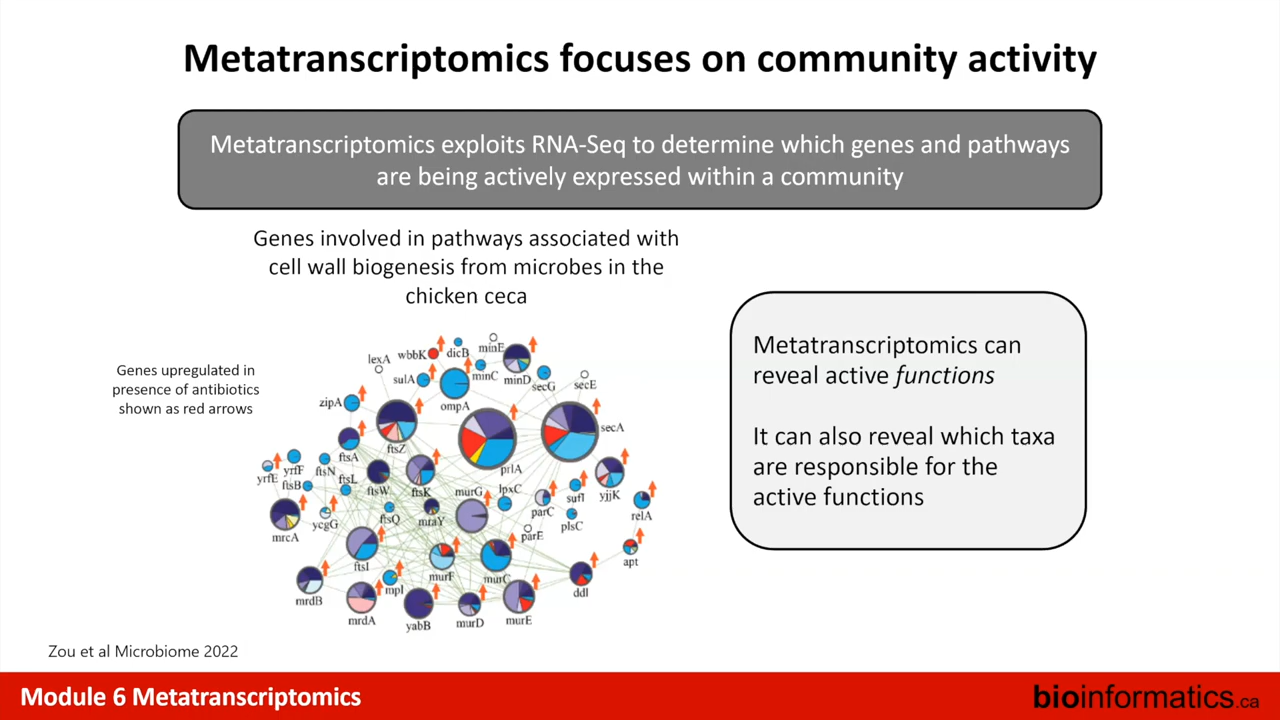 Metatranscriptomics focuses on community activity
Metatranscriptomics exploits RNA-Seq to determine which genes and pathways
are being actively expressed within a community
Genes involved in pathways associated with
cell wall biogenesis from microbes in the
chicken ceca
Genes upregulated in
presence of antibiotics
shown as red arrows
lexA
wbbK
dicB
minE
sulA
minC
minD
secG
secE
zipA
ompA
ftsA
ftsZ
prlA
secA
yrfE
yrfF
ftsB
ftsN
ftsL
ftsW
ftsK
murG
lpxC
sufI
yjjK
mrcA
ycgG
ftsQ
mraY
parC
parE
plsC
relA
ftsI
murF
murC
apt
mrdB
mpl
mrdA
yabB
murD
murE
ddl
Metatranscriptomics can
reveal active functions
It can also reveal which taxa
are responsible for the
active functions
Zou et al Microbiome 2022
Module 6 Metatranscriptomics
bioinformatics.ca